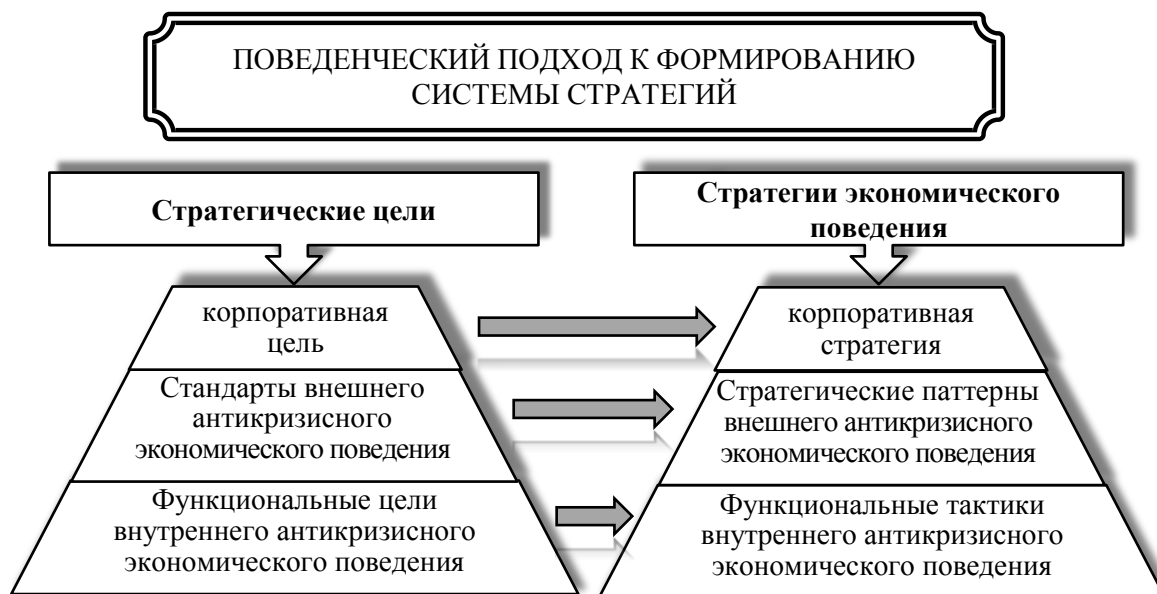 ПОВЕДЕНЧЕСКИЙ ПОДХОД К ФОРМИРОВАНИЮ
СИСТЕМЫ СТРАТЕГИЙ
Стратегические цели
корпоративная
цель
Стандарты внешнего
антикризисного
экономического поведения
Функциональные цели
внутреннего антикризисного
экономического поведения
Стратегии экономического
поведения
корпоративная
стратегия
Стратегические паттерны
внешнего антикризисного
экономического поведения
Функциональные тактики
внутреннего антикризисного
экономического поведения